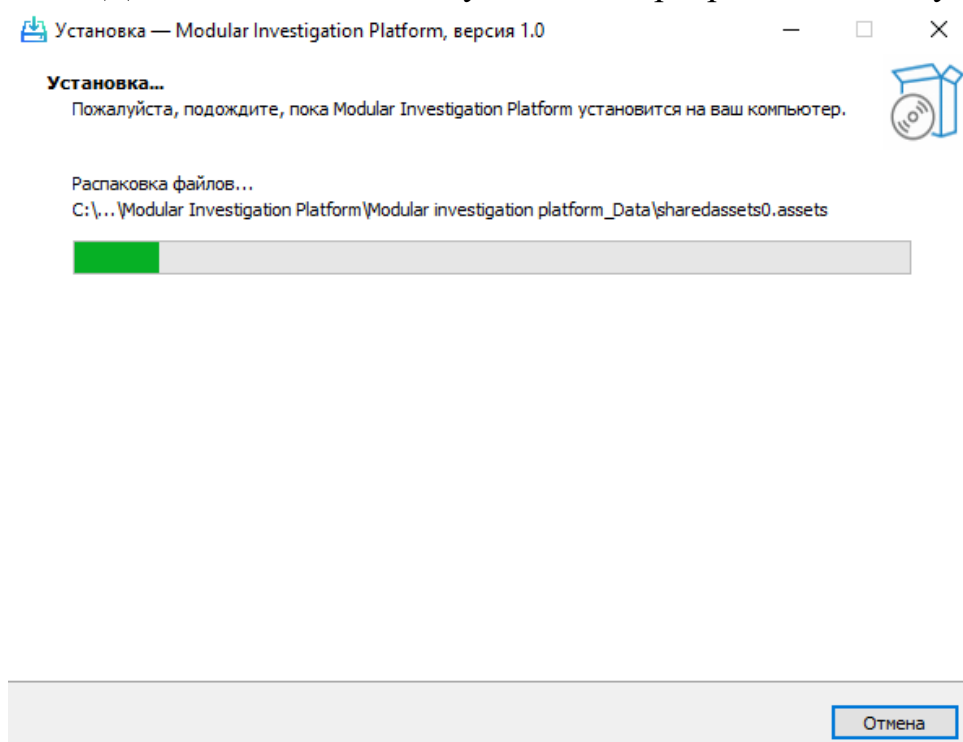 Установка — Modular Investigation Platform, версия 1.0
Установка...
Пожалуйста, подождите, пока Modular Investigation Platform установится на ваш компьютер.
Распаковка файлов...
C:\...\Modular Investigation Platform\Modular investigation platform_Data\sharedassets0.assets
Отмена